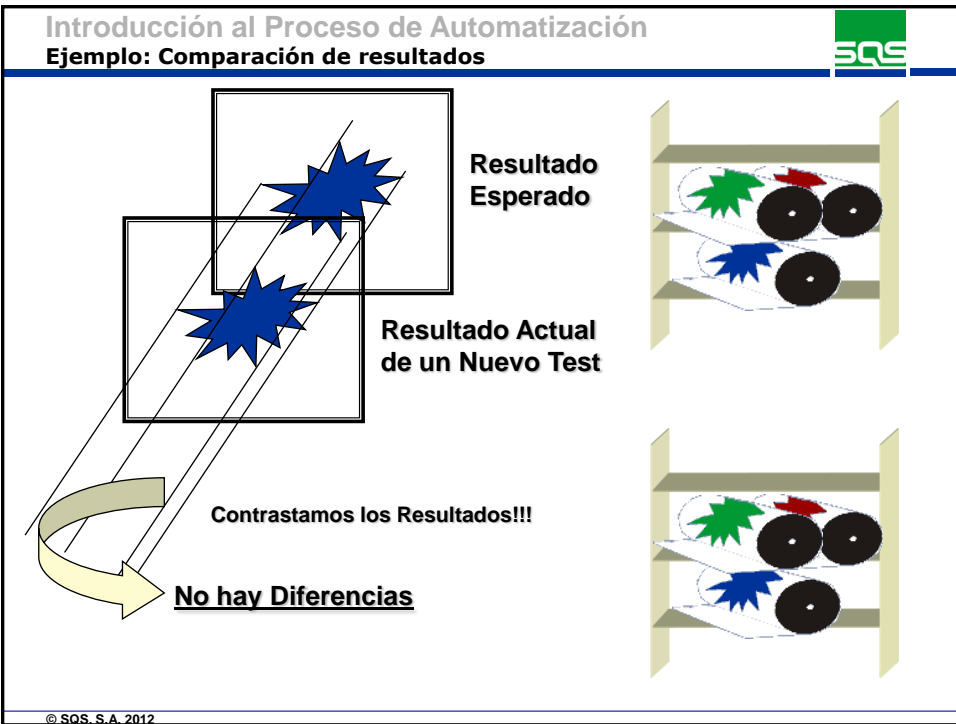 Introducción al Proceso de Automatización
Ejemplo: Comparación de resultados
SQS
Resultado
Esperado
Resultado Actual
de un Nuevo Test
Contrastamos los Resultados!!!
No hay Diferencias
© SQS, S.A. 2012